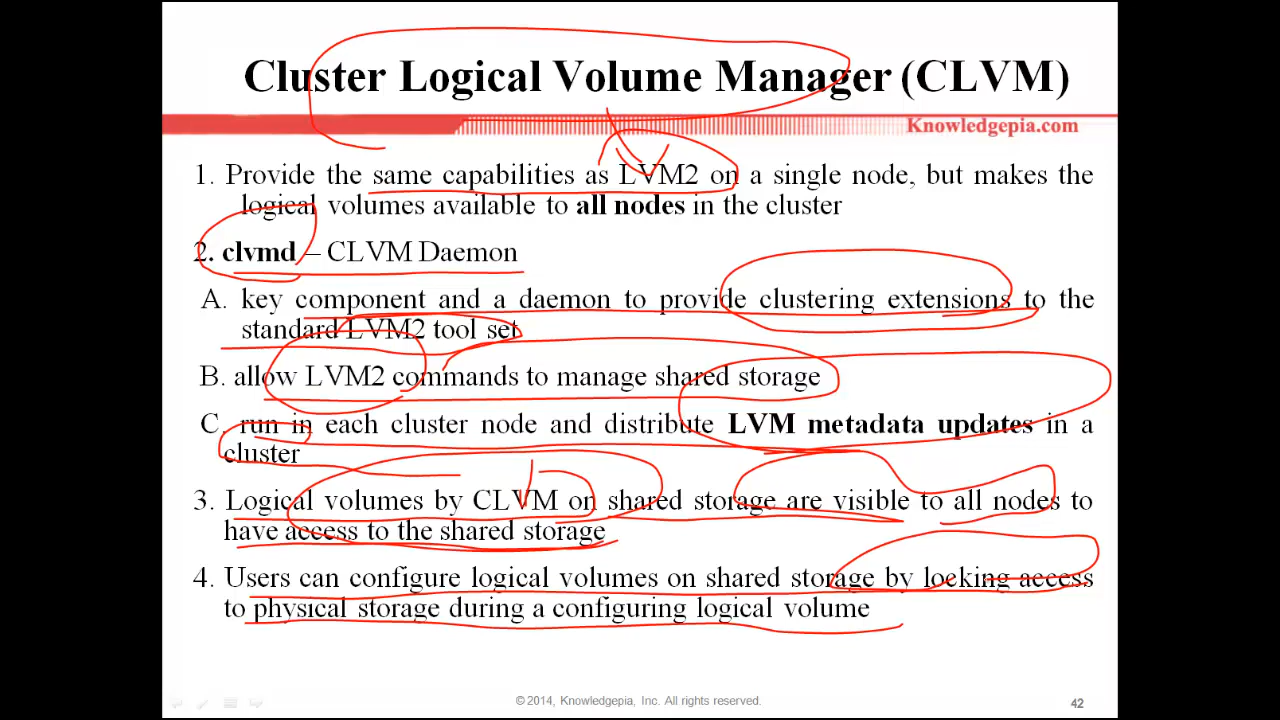 Cluster Logical Volume Manager (CLVM)
Knowledgepia.com
1. Provide the same capabilities as LVM2 on a single node, but makes the
logical volumes available to all nodes in the cluster
2. clvmd – CLVM Daemon
A. key component and a daemon to provide clustering extensions to the
standard LVM2 tool set
B. allow LVM2 commands to manage shared storage
C. run in each cluster node and distribute LVM metadata updates in a
cluster
3. Logical volumes by CLVM on shared storage are visible to all nodes to
have access to the shared storage
4. Users can configure logical volumes on shared storage by locking access
to physical storage during a configuring logical volume
© 2014, Knowledgepia, Inc. All rights reserved.
42